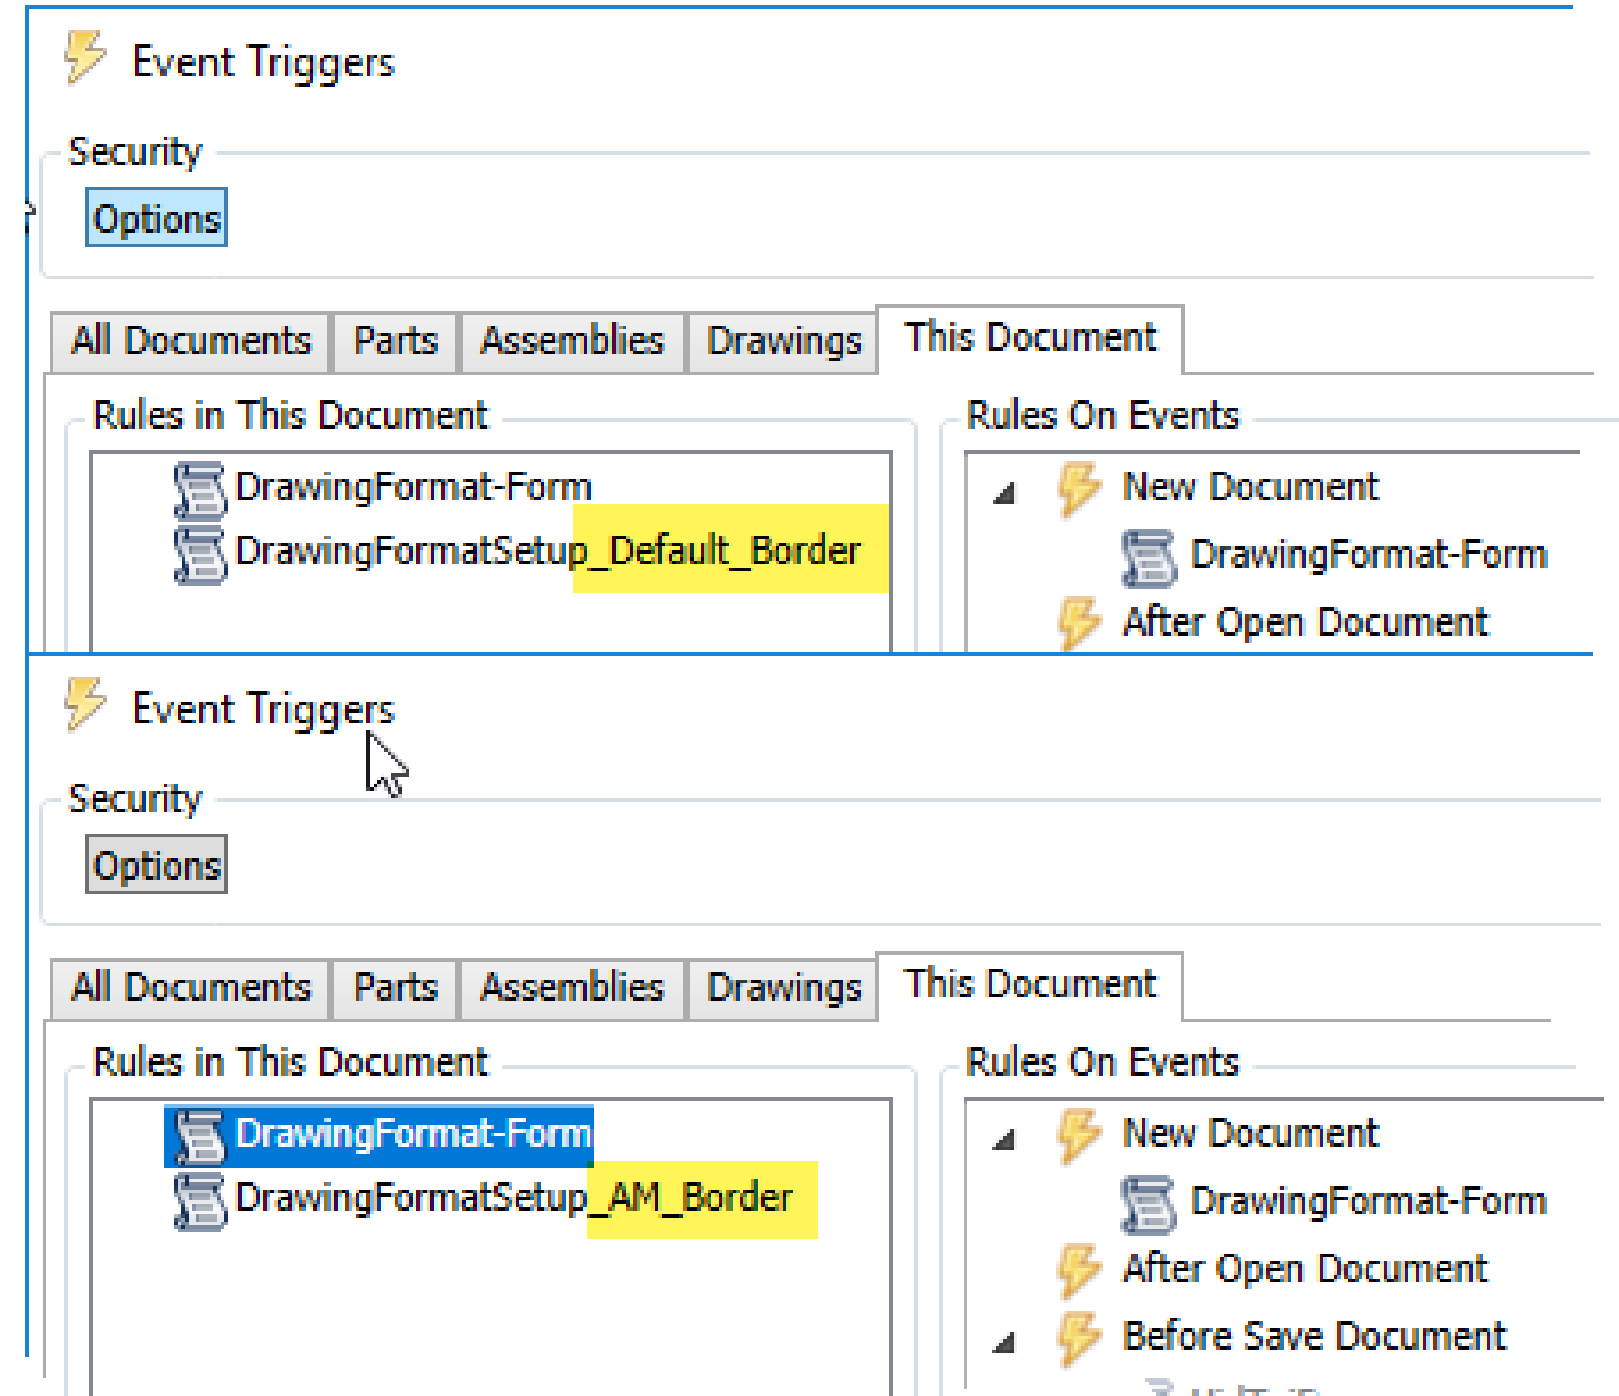 Event Triggers
Security
Options
All Documents Parts Assemblies Drawings This Document
Rules in This Document Rules On Events
DrawingFormat-Form New Document
DrawingFormatSetup_Default_Border DrawingFormat-Form
After Open Document
Event Triggers
Security
Options
All Documents Parts Assemblies Drawings This Document
Rules in This Document Rules On Events
DrawingFormat-Form New Document
DrawingFormatSetup_AM_Border DrawingFormat-Form
After Open Document
Before Save Document